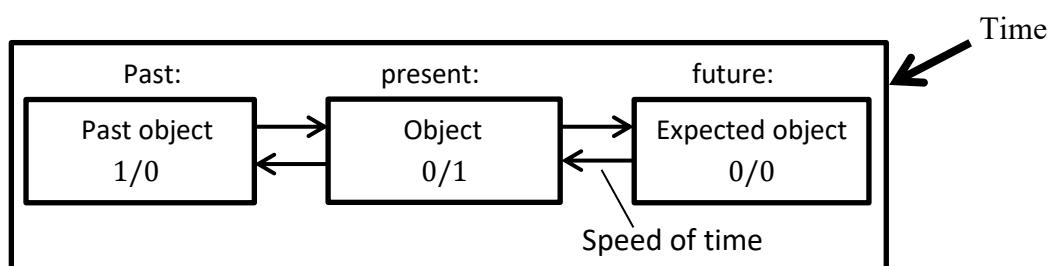 Time
Past: present: future:
Past object Object Expected object
1/0 0/1 0/0
Speed of time